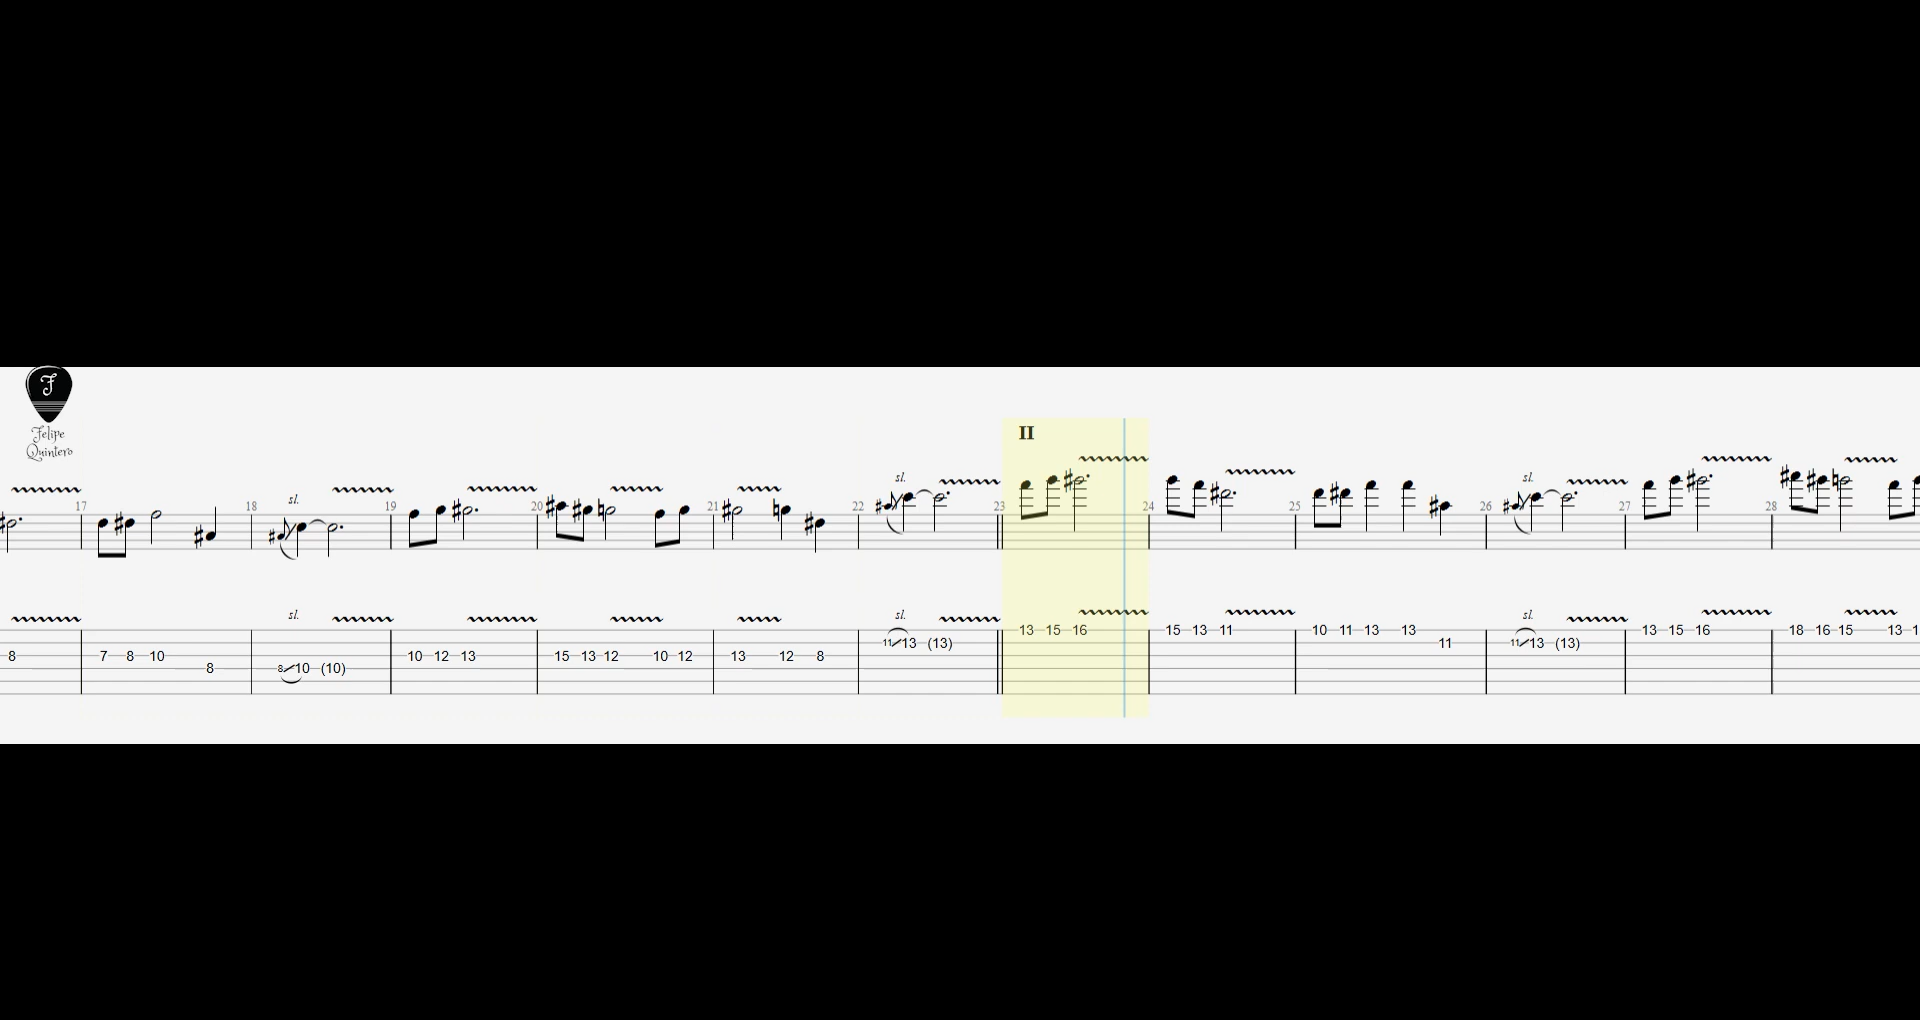 F
Felipe
Quintero
II
sl. sl. sl.
17 18 19 20 21 22 23 24 25 26 27 28
sl. sl. sl.
13 15 16 15 13 11 10 11 13 13 13 15 16 18 16 15 13 1
11 13 (13) 11 11 13 (13)
8 7 8 10 10 12 13 15 13 12 10 12 13 12 8
8 8 10 (10)